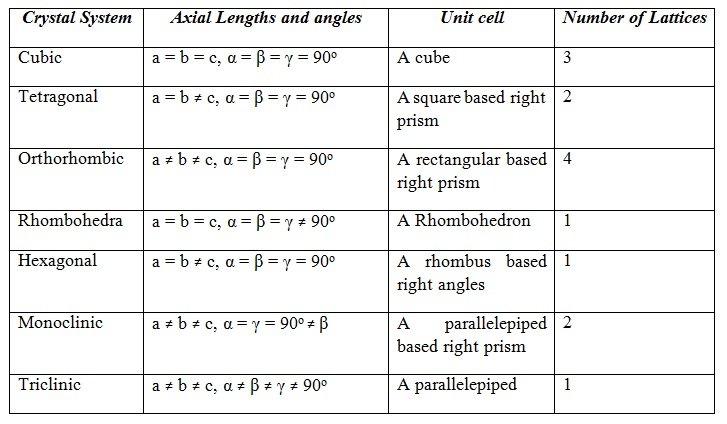 Crystal System Axial Lengths and angles Unit cell Number of Lattices
Cubic a = b = c, α = β = γ = 90º A cube 3
Tetragonal a = b ≠ c, α = β = γ = 90º A square based right prism 2
Orthorhombic a ≠ b ≠ c, α = β = γ = 90º A rectangular based right prism 4
Rhombohedra a = b = c, α = β = γ ≠ 90º A Rhombohedron 1
Hexagonal a = b ≠ c, α = β = γ = 90º A rhombus based right angles 1
Monoclinic a ≠ b ≠ c, α = γ = 90º ≠ β A parallelepiped based right prism 2
Triclinic a ≠ b ≠ c, α ≠ β ≠ γ ≠ 90º A parallelepiped 1